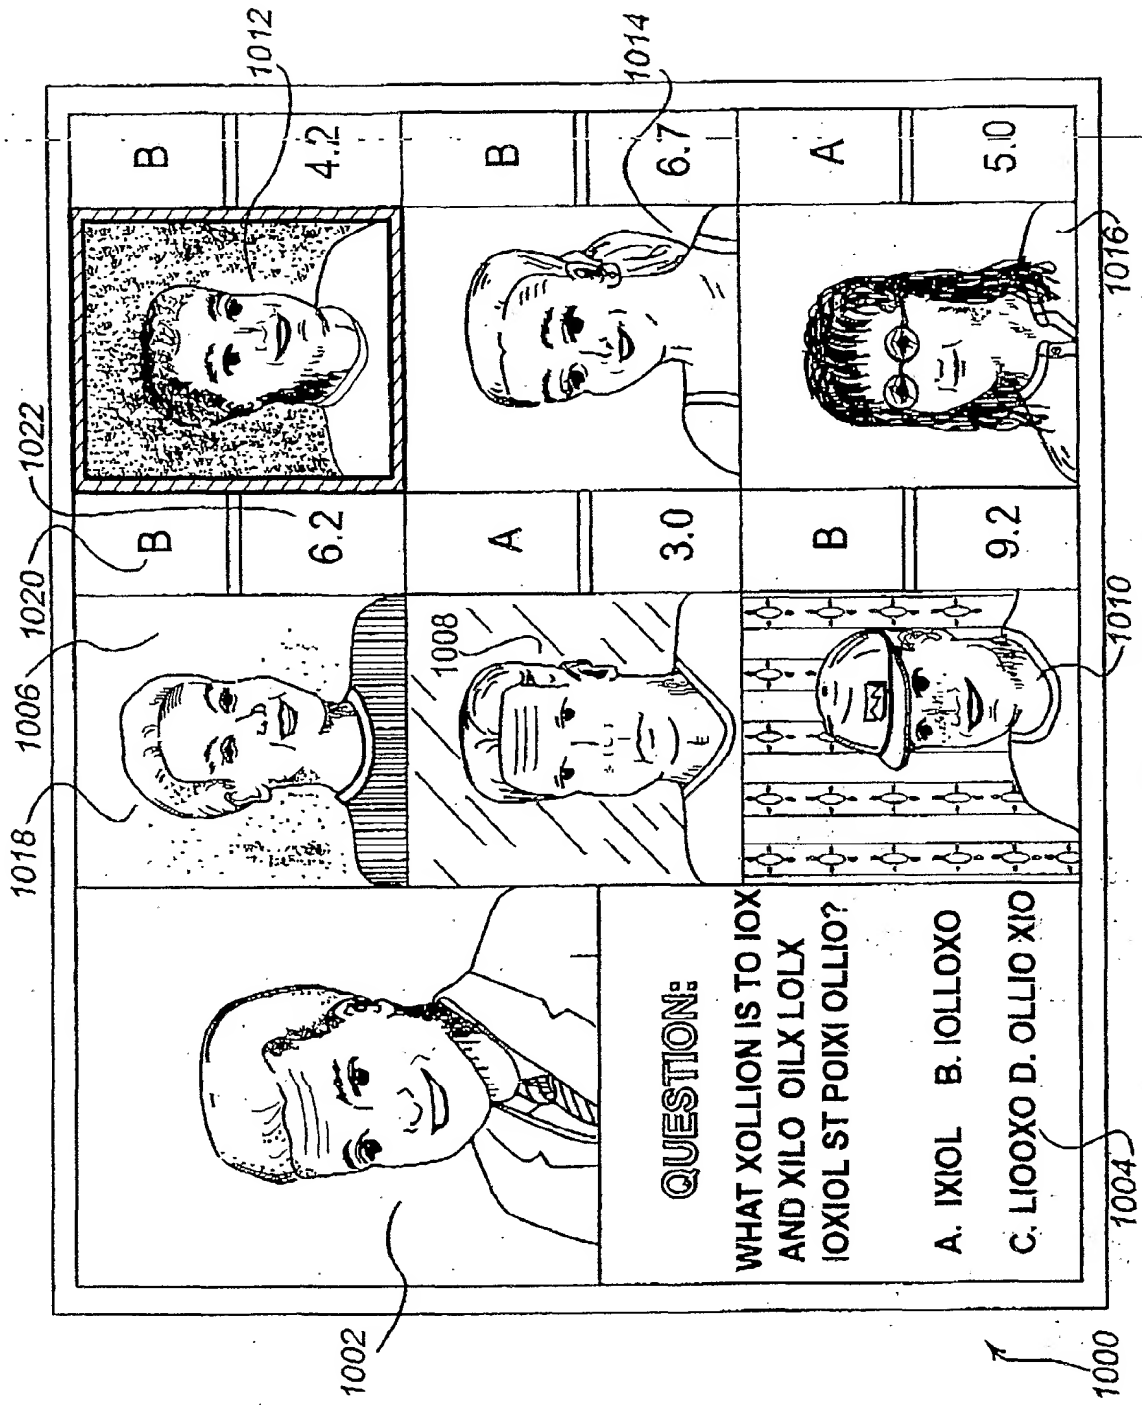 1018 1006 1020 1022
B B
1012
6.2 4.2
1002
1008
A B
1014
3.0 6.7
QUESTION:
WHAT XOLLION IS TO IOX
AND XILO OILX LOLX
IOXIOL ST POIXI OLLIO?
B A
A. IXIOL B. IOLLOXO
C. LIOOXO D. OLLIO XIO
9.2 5.0
1000 1004 1010 1016